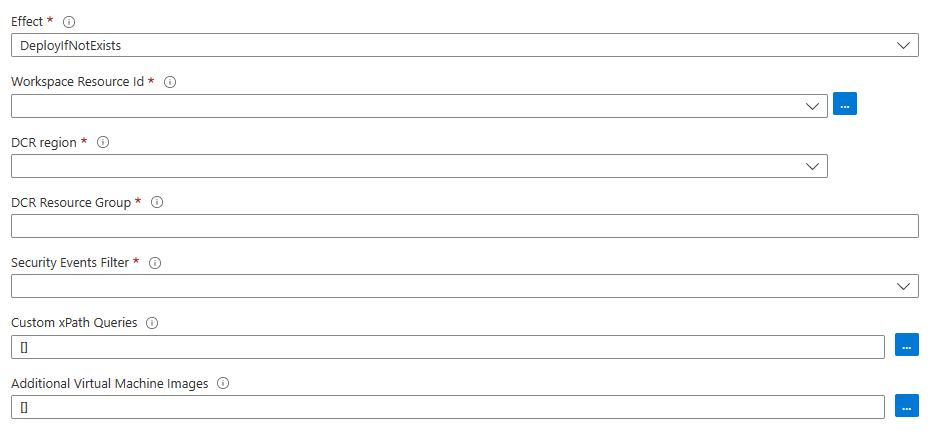 Effect *
DeployIfNotExists
Workspace Resource Id *
...
DCR region *
DCR Resource Group *
Security Events Filter *
Custom xPath Queries
[]
...
Additional Virtual Machine Images
[]
...